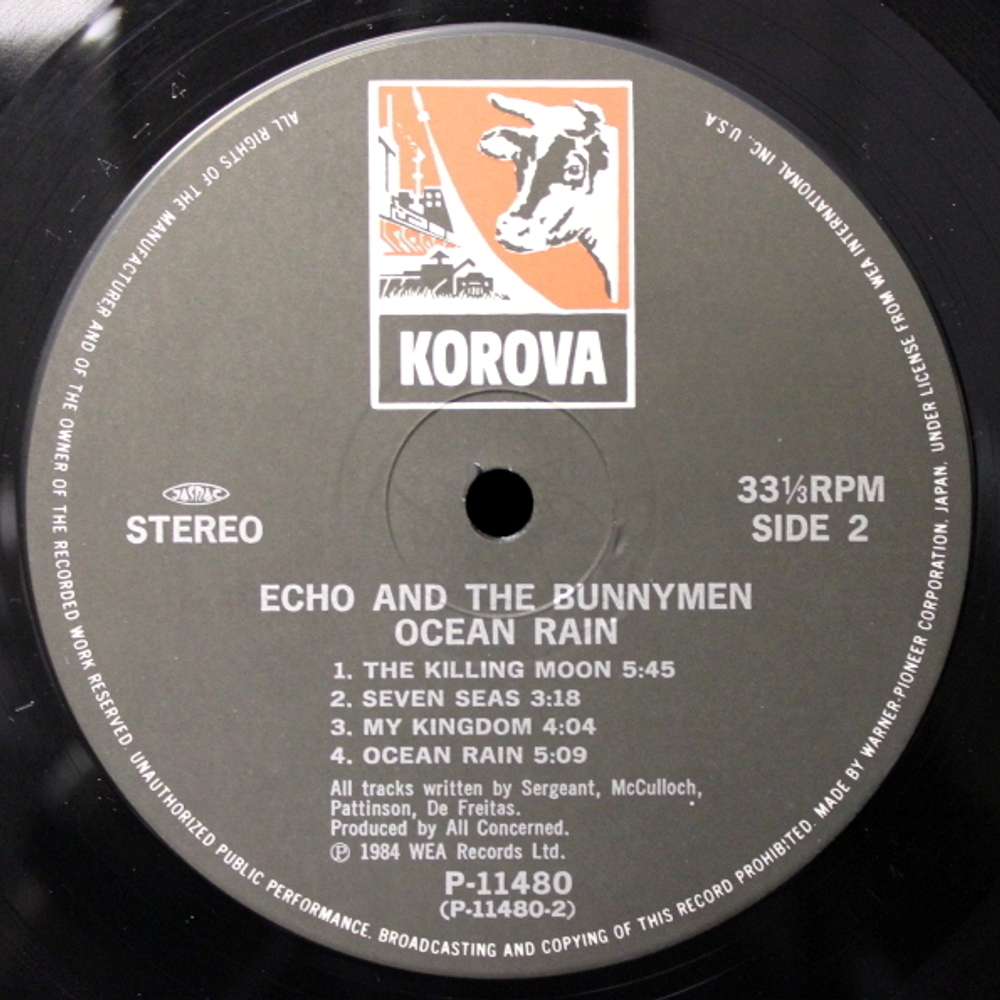 KOROVA
JASRAC
STEREO
33⅓RPM
SIDE 2
ECHO AND THE BUNNYMEN
OCEAN RAIN
1. THE KILLING MOON 5:45
2. SEVEN SEAS 3:18
3. MY KINGDOM 4:04
4. OCEAN RAIN 5:09
All tracks written by Sergeant, McCulloch,
Pattinson, De Freitas.
Produced by All Concerned.
Ⓟ 1984 WEA Records Ltd.
P-11480
(P-11480-2)
ALL RIGHTS OF THE MANUFACTURER AND OF THE OWNER OF THE RECORDED WORK RESERVED. UNAUTHORIZED PUBLIC PERFORMANCE. BROADCASTING AND COPYING OF THIS RECORD PROHIBITED. MADE BY WARNER-PIONEER CORPORATION, JAPAN. UNDER LICENSE FROM WEA INTERNATIONAL INC. U.S.A.